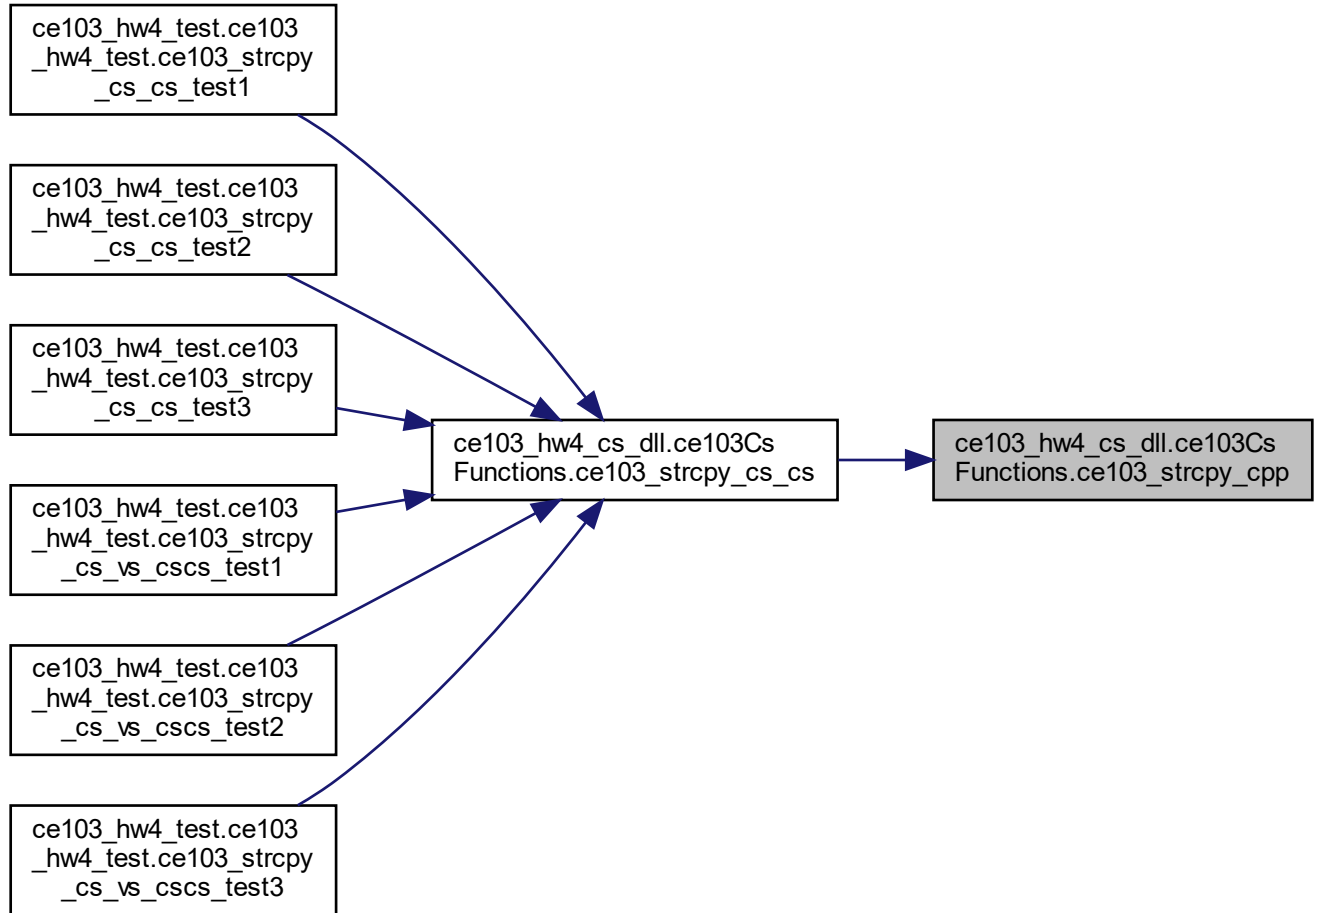 ce103_hw4_test.ce103
_hw4_test.ce103_strcpy
_cs_cs_test1
ce103_hw4_test.ce103
_hw4_test.ce103_strcpy
_cs_cs_test2
ce103_hw4_test.ce103
_hw4_test.ce103_strcpy
_cs_cs_test3
ce103_hw4_cs_dll.ce103Cs
Functions.ce103_strcpy_cs_cs
ce103_hw4_cs_dll.ce103Cs
Functions.ce103_strcpy_cpp
ce103_hw4_test.ce103
_hw4_test.ce103_strcpy
_cs_vs_cscs_test1
ce103_hw4_test.ce103
_hw4_test.ce103_strcpy
_cs_vs_cscs_test2
ce103_hw4_test.ce103
_hw4_test.ce103_strcpy
_cs_vs_cscs_test3